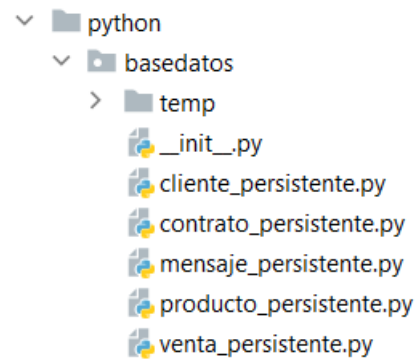 python
basedatos
temp
__init__.py
cliente_persistente.py
contrato_persistente.py
mensaje_persistente.py
producto_persistente.py
venta_persistente.py